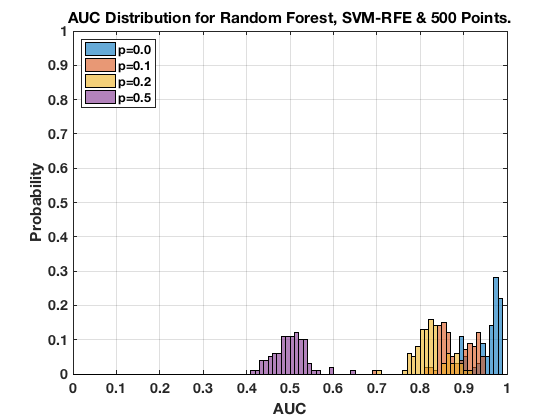 AUC Distribution for Random Forest, SVM-RFE & 500 Points.
1
0.9
0.8
0.7
0.6
0.5
0.4
0.3
0.2
0.1
0
Probability
p=0.0
p=0.1
p=0.2
p=0.5
0 0.1 0.2 0.3 0.4 0.5 0.6 0.7 0.8 0.9 1
AUC